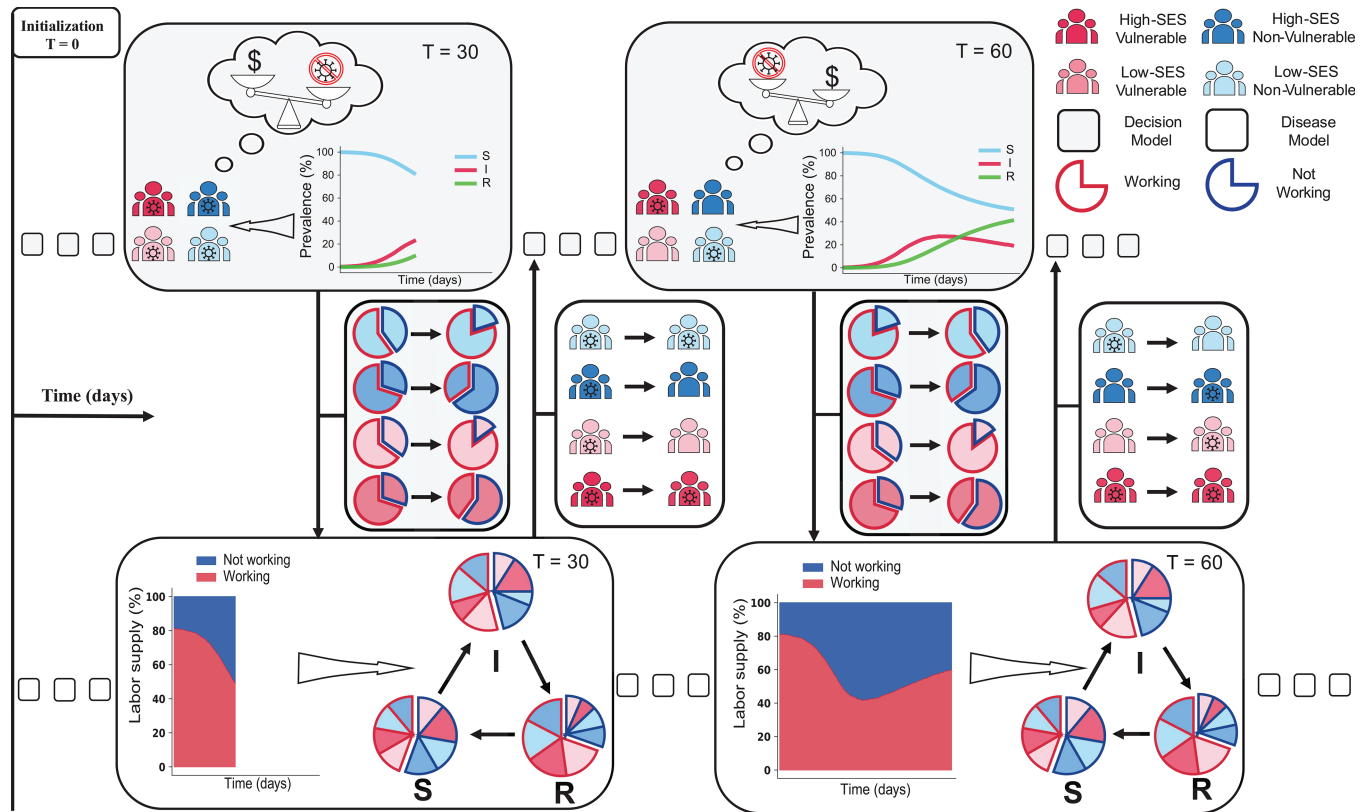 Initialization
T = 0
T = 30
$
Prevalence (%)
100
80
60
40
20
0
S
I
R
Time (days)
T = 60
$
Prevalence (%)
100
80
60
40
20
0
S
I
R
Time (days)
High-SES
Vulnerable
High-SES
Non-Vulnerable
Low-SES
Vulnerable
Low-SES
Non-Vulnerable
Decision
Model
Disease
Model
Working
Not
Working
Time (days)
Not working
Working
T = 30
Labor supply (%)
100
80
60
40
20
0
Time (days)
I
S
R
Not working
Working
T = 60
Labor supply (%)
100
80
60
40
20
0
Time (days)
I
S
R